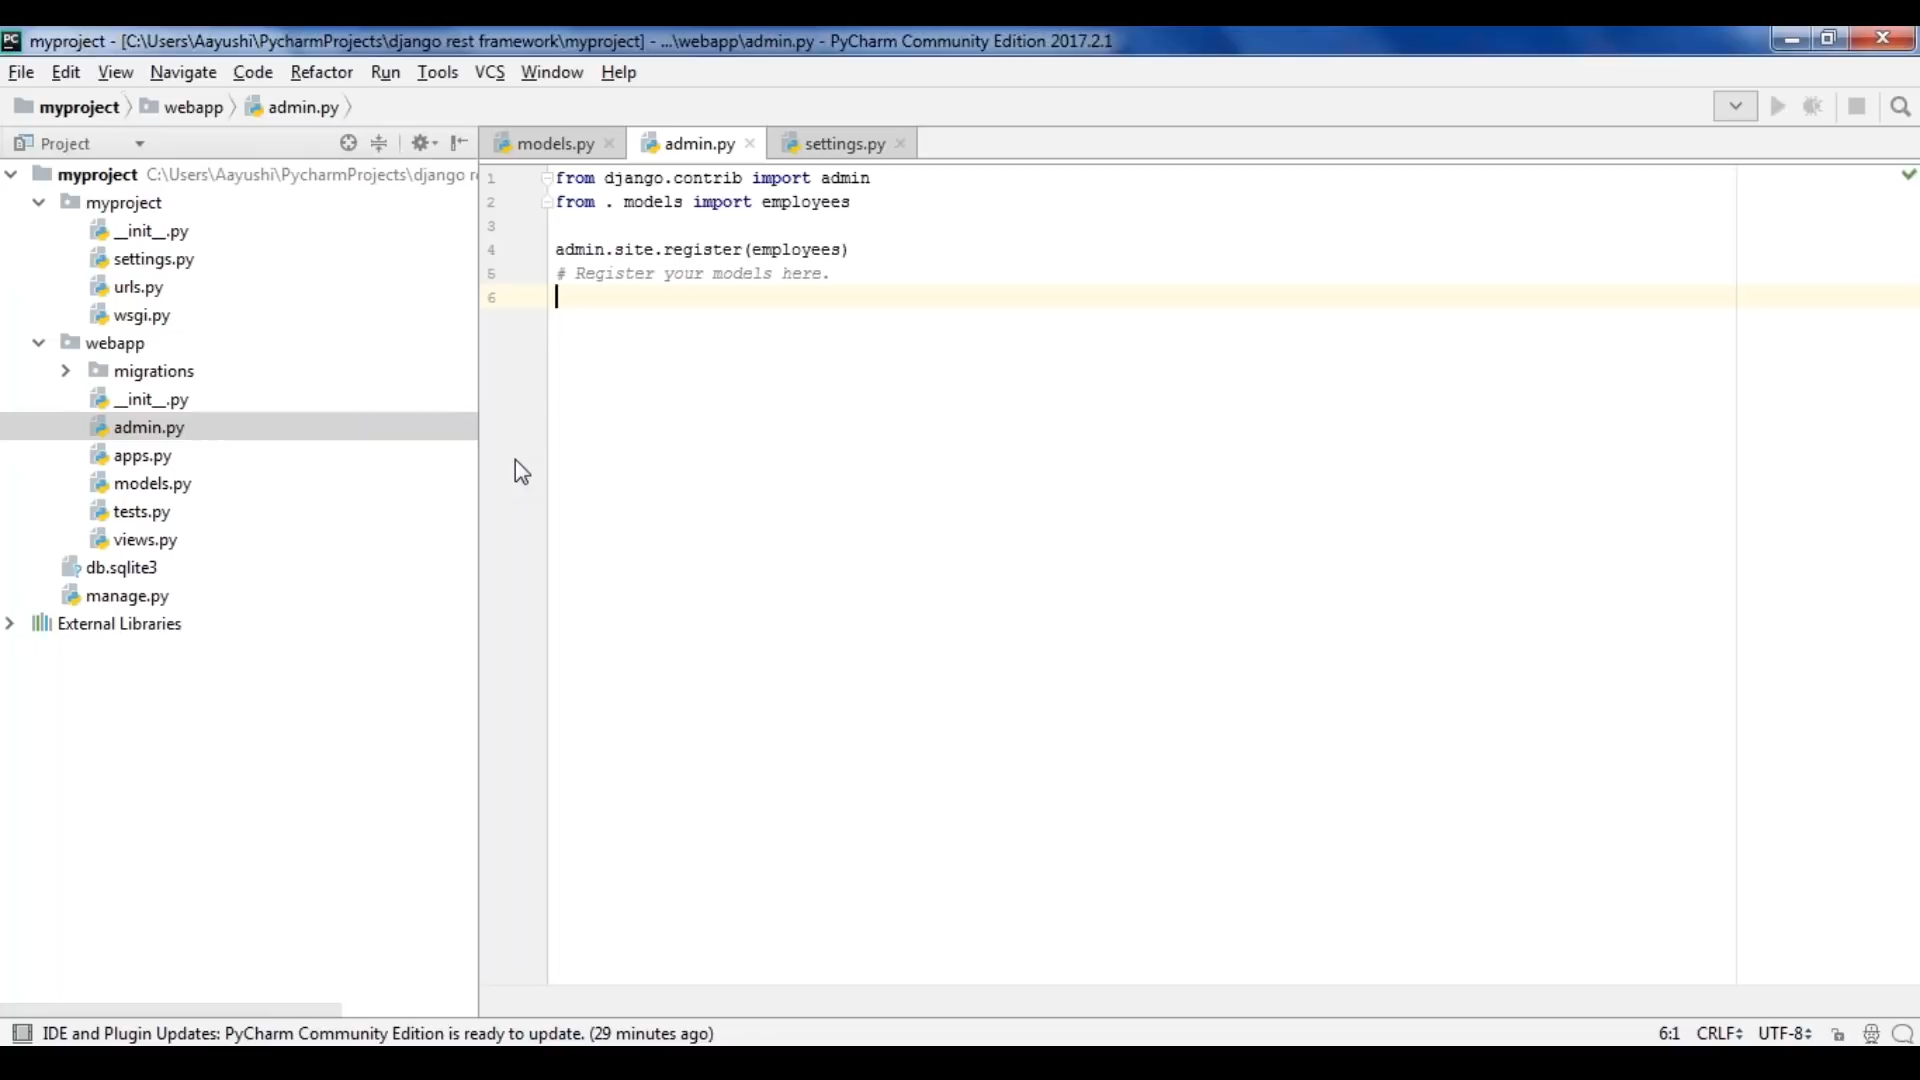 PC myproject - [C:\Users\Aayushi\PycharmProjects\django rest framework\myproject] - ...\webapp\admin.py - PyCharm Community Edition 2017.2.1
File Edit View Navigate Code Refactor Run Tools VCS Window Help
myproject webapp admin.py
Project models.py admin.py settings.py
myproject C:\Users\Aayushi\PycharmProjects\django r
myproject
__init__.py
settings.py
urls.py
wsgi.py
webapp
migrations
__init__.py
admin.py
apps.py
models.py
tests.py
views.py
db.sqlite3
manage.py
External Libraries
1 from django.contrib import admin
2 from . models import employees
3
4 admin.site.register(employees)
5 # Register your models here.
6
IDE and Plugin Updates: PyCharm Community Edition is ready to update. (29 minutes ago) 6:1 CRLF UTF-8